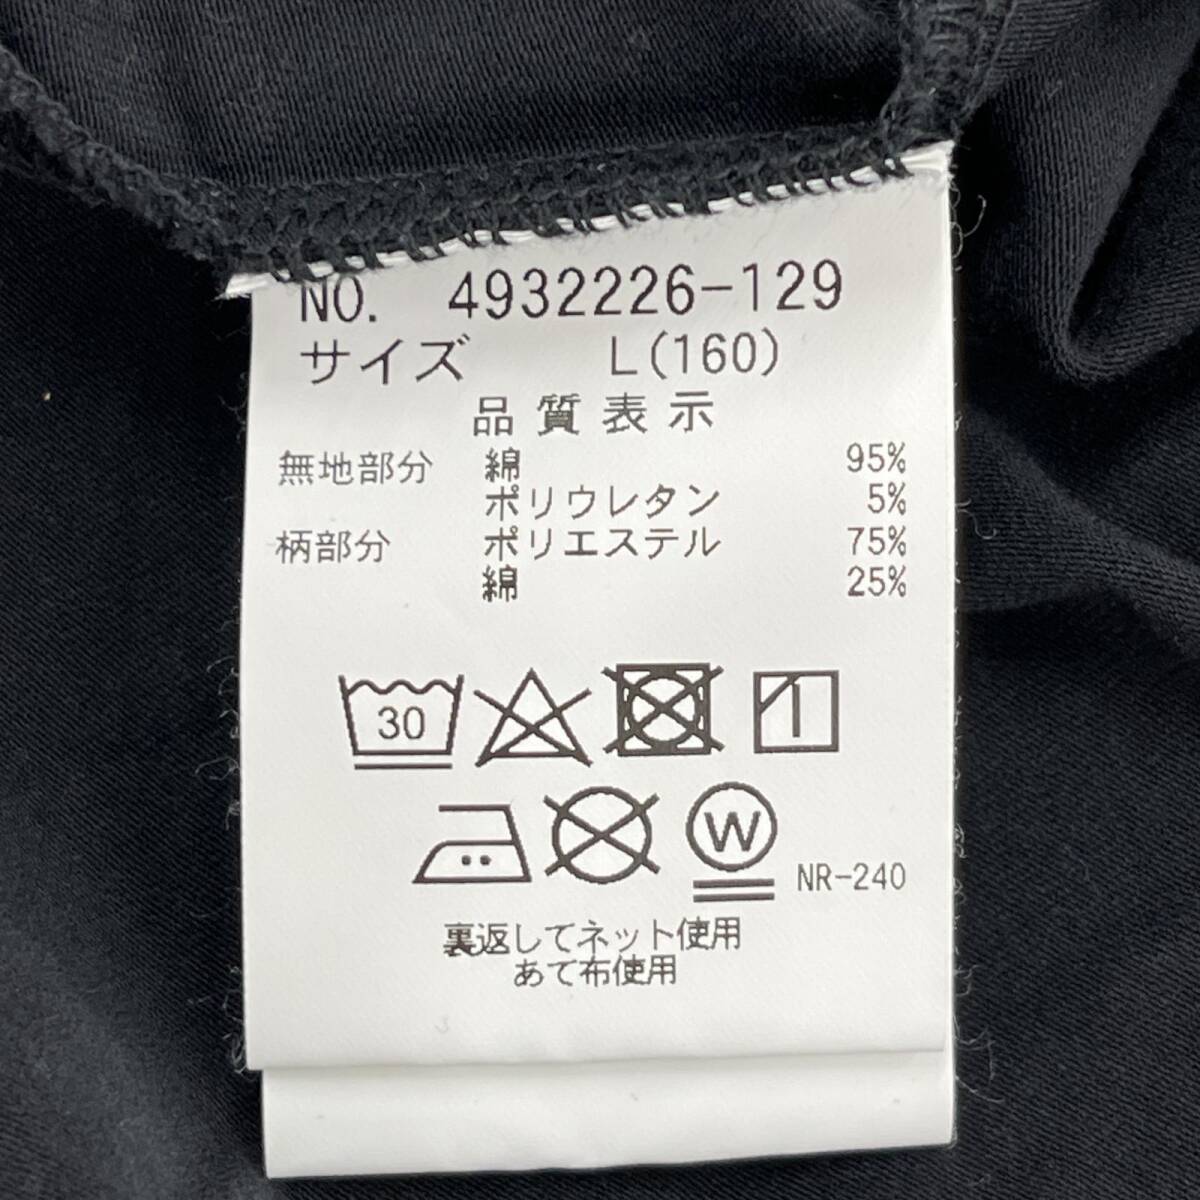 NO. 4932226-129
サイズ L(160)
品質表示
無地部分 綿 95%
ポリウレタン 5%
柄部分 ポリエステル 75%
綿 25%
30
W NR-240
裏返してネット使用
あて布使用